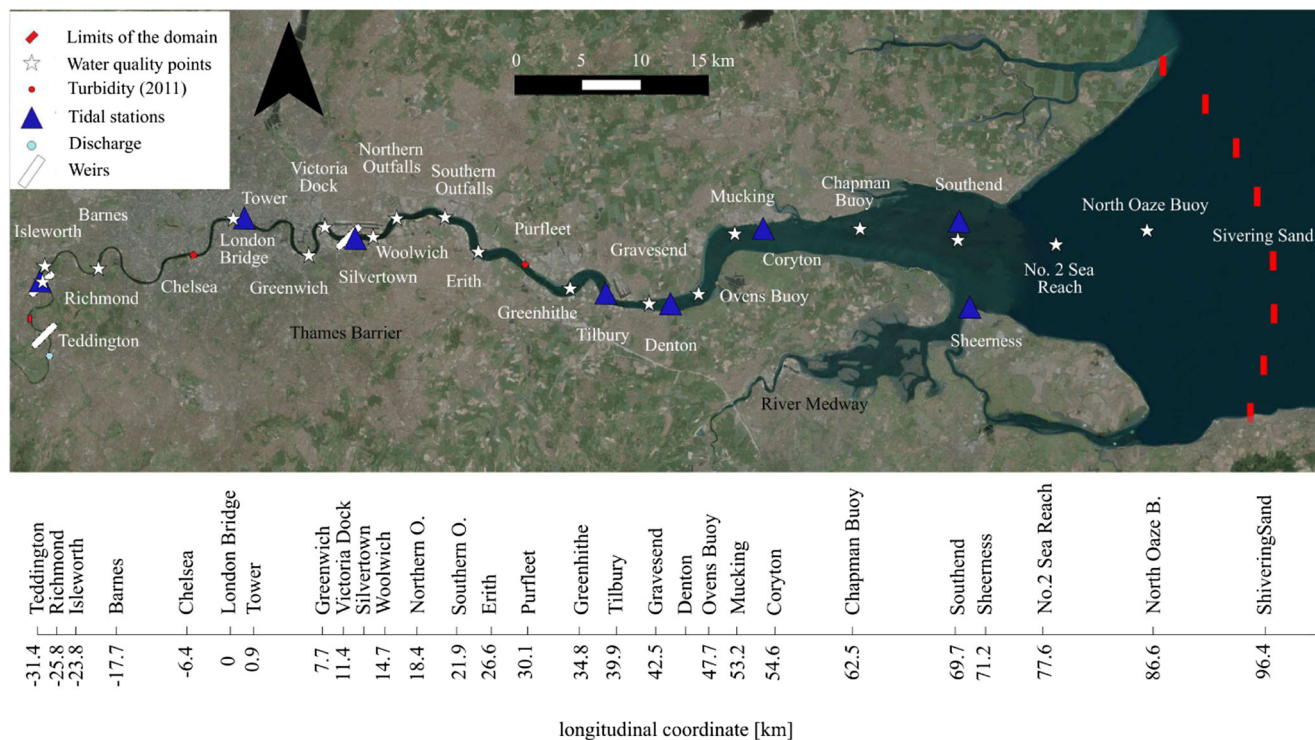 Limits of the domain
Water quality points
Turbidity (2011)
Tidal stations
Discharge
Weirs
0 5 10 15 km
Northern
Outfalls
Victoria
Dock
Southern
Outfalls
Tower
Barnes
Isleworth
London
Bridge
Woolwich
Silvertown
Greenwich
Chelsea
Richmond
Teddington
Thames Barrier
Erith
Purfleet
Greenhithe
Tilbury
Gravesend
Denton
Ovens Buoy
Mucking
Coryton
Chapman
Buoy
Southend
Sheerness
River Medway
No. 2 Sea
Reach
North Oaze Buoy
Sivering Sand
Teddington
Richmond
Isleworth
Barnes
Chelsea
London Bridge
Tower
Greenwich
Victoria Dock
Silvertown
Woolwich
Northern O.
Southern O.
Erith
Purfleet
Greenhithe
Tilbury
Gravesend
Denton
Ovens Buoy
Mucking
Coryton
Chapman Buoy
Southend
Sheerness
No.2 Sea Reach
North Oaze B.
ShiveringSand
-31.4
-25.8
-23.8
-17.7
-6.4
0
0.9
7.7
11.4
14.7
18.4
21.9
26.6
30.1
34.8
39.9
42.5
47.7
53.2
54.6
62.5
69.7
71.2
77.6
86.6
96.4
longitudinal coordinate [km]